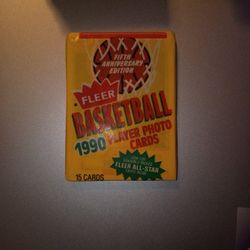 FIFTH
ANNIVERSARY
EDITION
FLEER
BASKETBALL
1990 PLAYER PHOTO
CARDS
FLEER ALL-STAR
15 CARDS